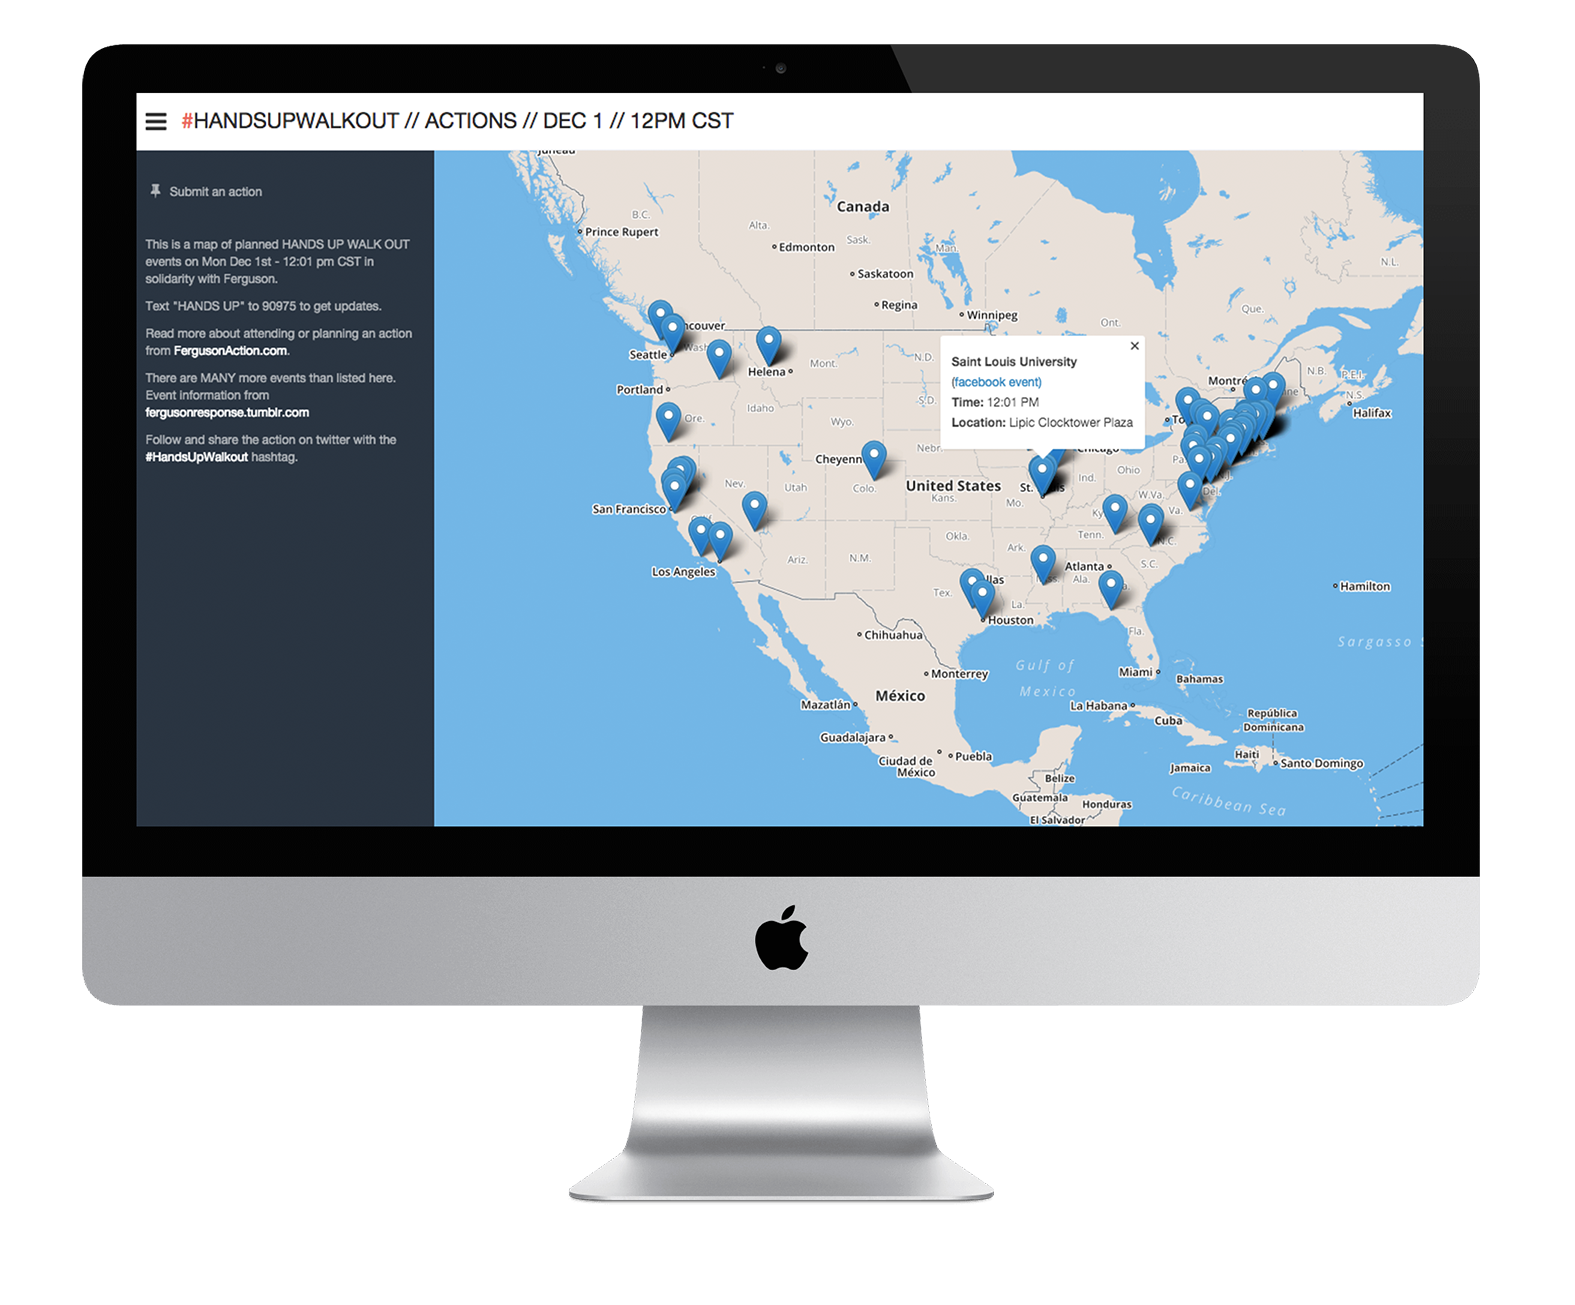 #HANDSUPWALKOUT // ACTIONS // DEC 1 // 12PM CST
Submit an action
This is a map of planned HANDS UP WALK OUT
events on Mon Dec 1st - 12:01 pm CST in
solidarity with Ferguson.
Text "HANDS UP" to 90975 to get updates.
Read more about attending or planning an action
from FergusonAction.com.
There are MANY more events than listed here.
Event information from
fergusonresponse.tumblr.com
Follow and share the action on twitter with the
#HandsUpWalkout hashtag.
Juneau
Canada
B.C.
Prince Rupert
Alta.
Edmonton
Sask.
Man.
Saskatoon
N.L.
Regina
Winnipeg
Que.
Ont.
ncouver
Seattle
Wash
Helena
Mont.
N.D.
Saint Louis University
(facebook event)
Time: 12:01 PM
Location: Lipic Clocktower Plaza
Montré
N.B.
P.E.I.
N.S.
Halifax
Portland
Ore.
Idaho
S.D.
Wyo.
To
Cheyenn
Nebr
Chicago
Pa.
Ohio
Ind.
Nev.
Utah
Colo.
United States
Kans.
St.
is
Mo.
W.Va.
Va.
Del.
Ky
San Francisco
Okla.
Tenn.
N.C.
Ariz.
N.M.
Ark.
Atlanta
S.C.
Los Angeles
llas
Tex.
La.
Ala.
Houston
Hamilton
Chihuahua
Fla.
Sargasso
Gulf of
Mexico
Monterrey
Miami
Bahamas
México
Mazatlán
La Habana
Cuba
República
Dominicana
Guadalajara
Puebla
Ciudad de
México
Haiti
Santo Domingo
Jamaica
Belize
Guatemala
Honduras
Caribbean Sea
El Salvador